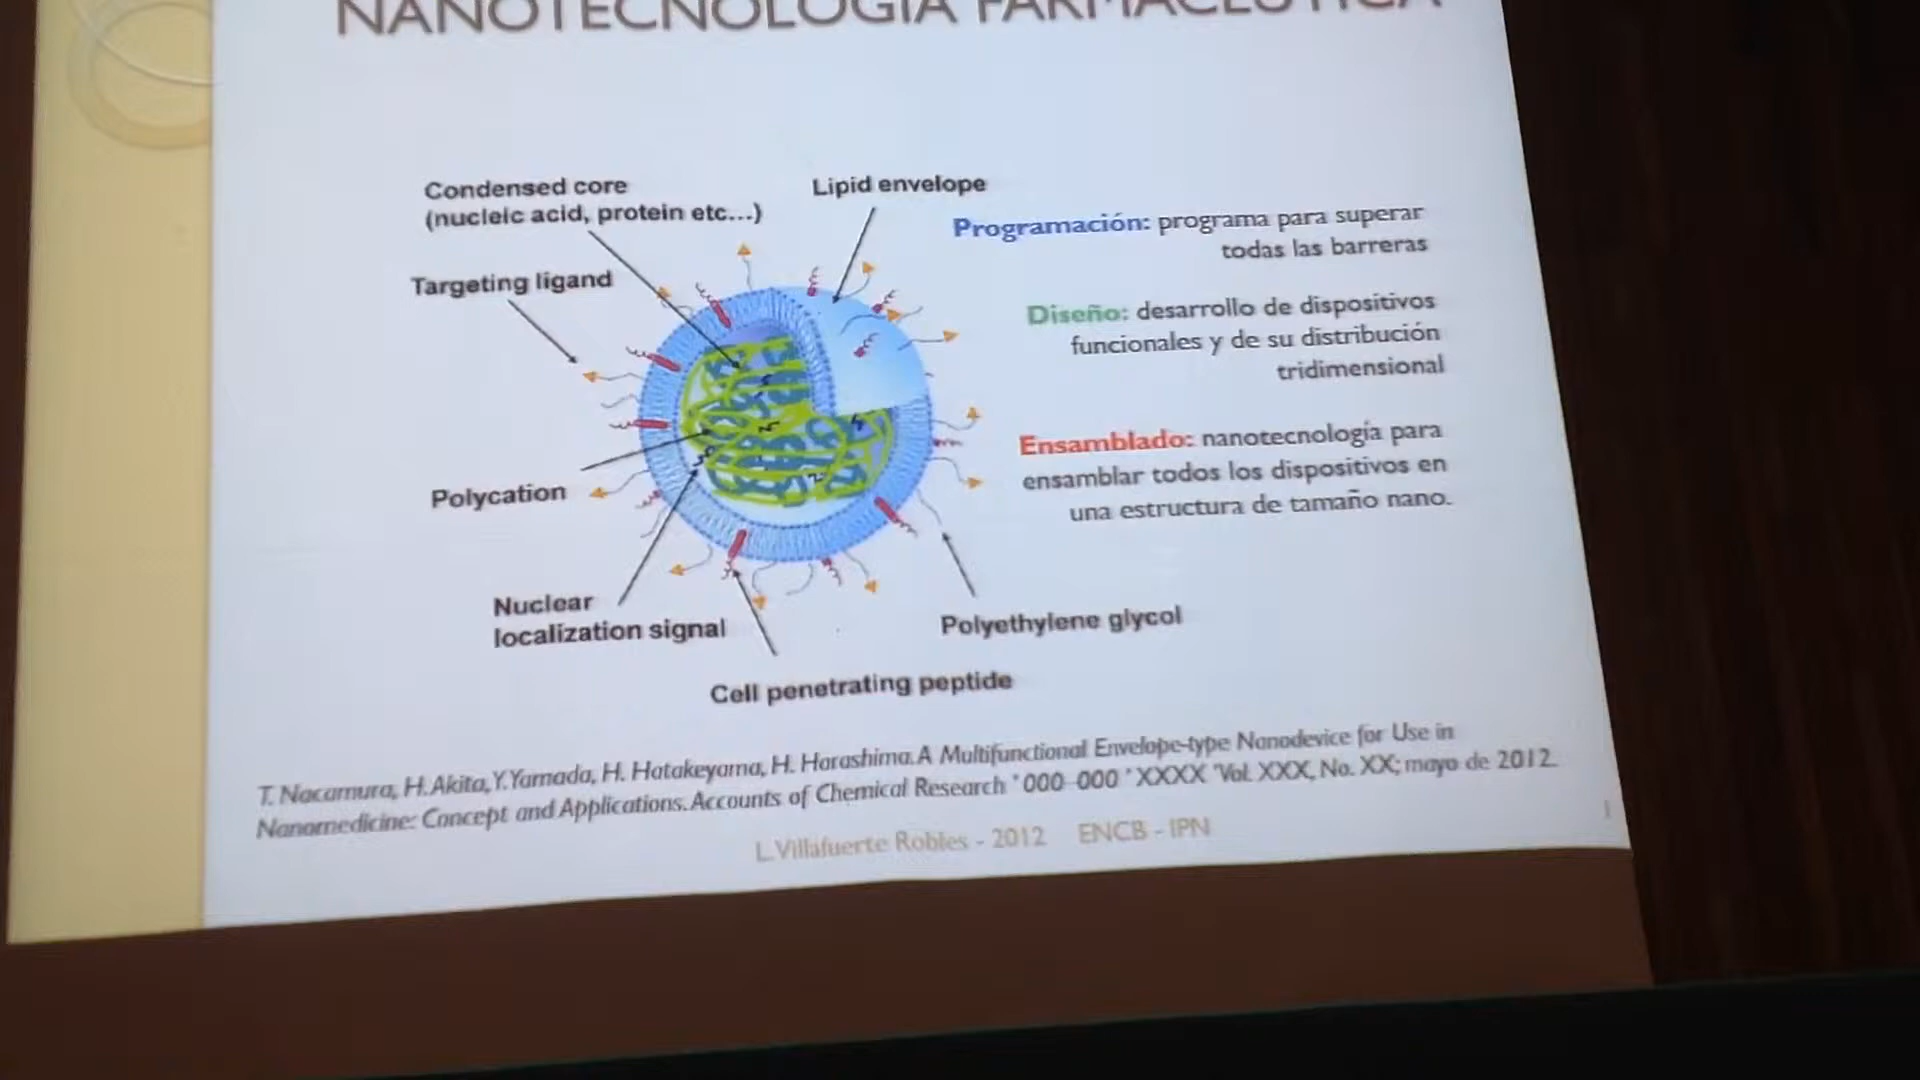 NANOTECNOLOGÍA FARMACÉUTICA
Condensed core
(nucleic acid, protein etc...)
Lipid envelope
Targeting ligand
Polycation
Nuclear
localization signal
Cell penetrating peptide
Polyethylene glycol
Programación: programa para superar
todas las barreras
Diseño: desarrollo de dispositivos
funcionales y de su distribución
tridimensional
Ensamblado: nanotecnología para
ensamblar todos los dispositivos en
una estructura de tamaño nano.
T. Nacamura, H. Akita, Y. Yamada, H. Hatakeyama, H. Harashima. A Multifunctional Envelope-type Nanodevice for Use in
Nanomedicine: Concept and Applications. Accounts of Chemical Research ' 000-000 ' XXXX 'Vol. XXX, No. XX; mayo de 2012.
L. Villafuerte Robles - 2012 ENCB - IPN